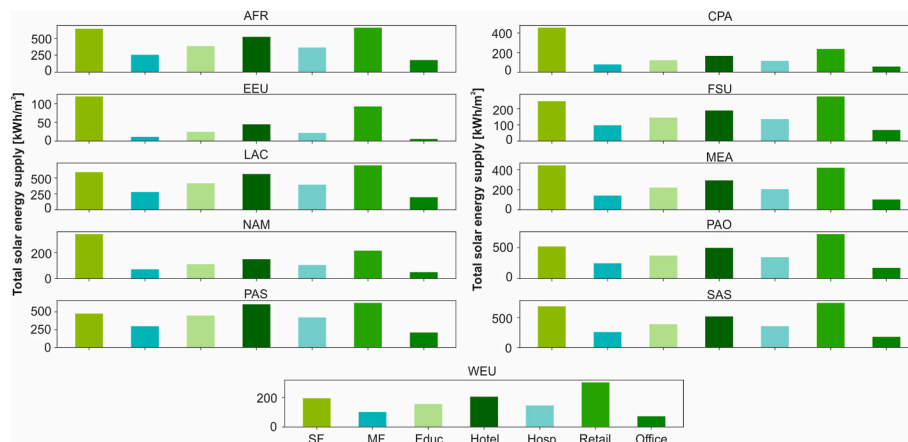 AFR
CPA
Total solar energy supply [kWh/m²]
Total solar energy supply [kWh/m²]
500
250
0
400
200
0
EEU
FSU
100
50
0
200
100
0
LAC
MEA
500
250
0
400
200
0
NAM
PAO
200
0
500
0
PAS
SAS
500
250
0
500
0
WEU
200
0
SF MF Educ Hotel Hosp Retail Office